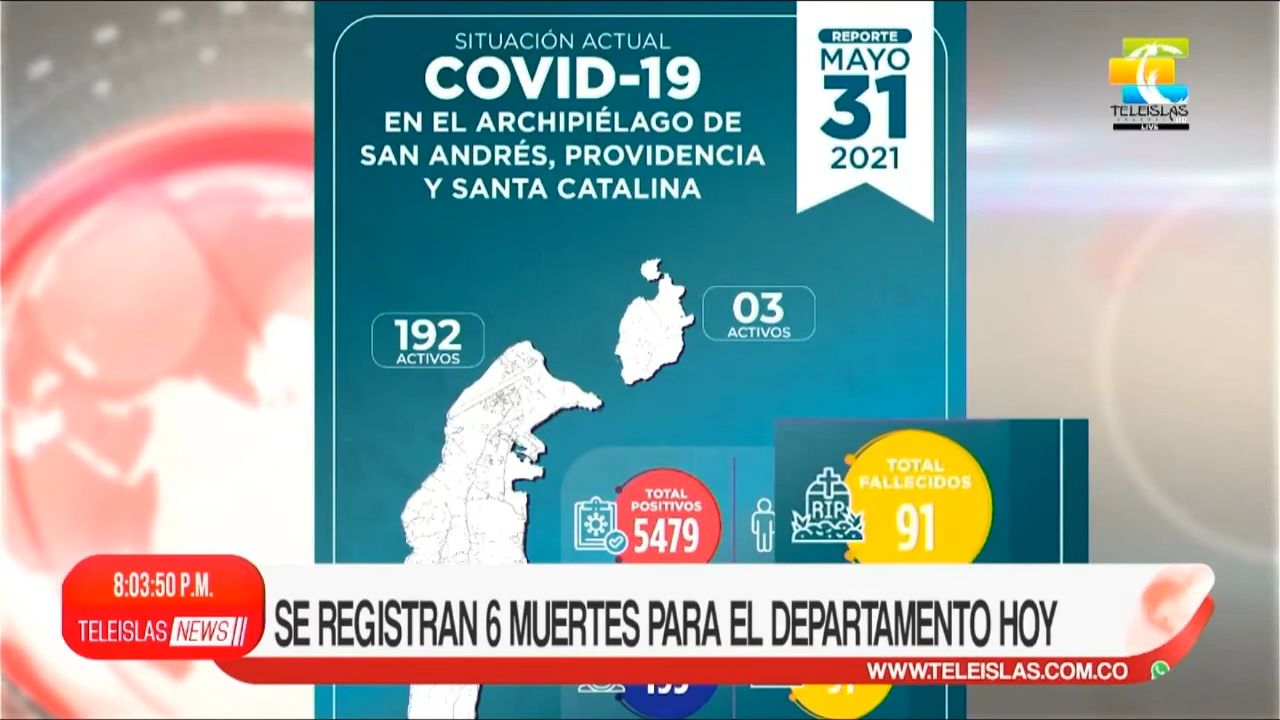 SITUACIÓN ACTUAL
COVID-19
EN EL ARCHIPIÉLAGO DE
SAN ANDRÉS, PROVIDENCIA
Y SANTA CATALINA
REPORTE
MAYO
31
2021
TELEISLAS
LIVE
192
ACTIVOS
03
ACTIVOS
TOTAL
POSITIVOS
5479
RIP
TOTAL
FALLECIDOS
91
8:03:50 P.M.
TELEISLAS NEWS
SE REGISTRAN 6 MUERTES PARA EL DEPARTAMENTO HOY
WWW.TELEISLAS.COM.CO